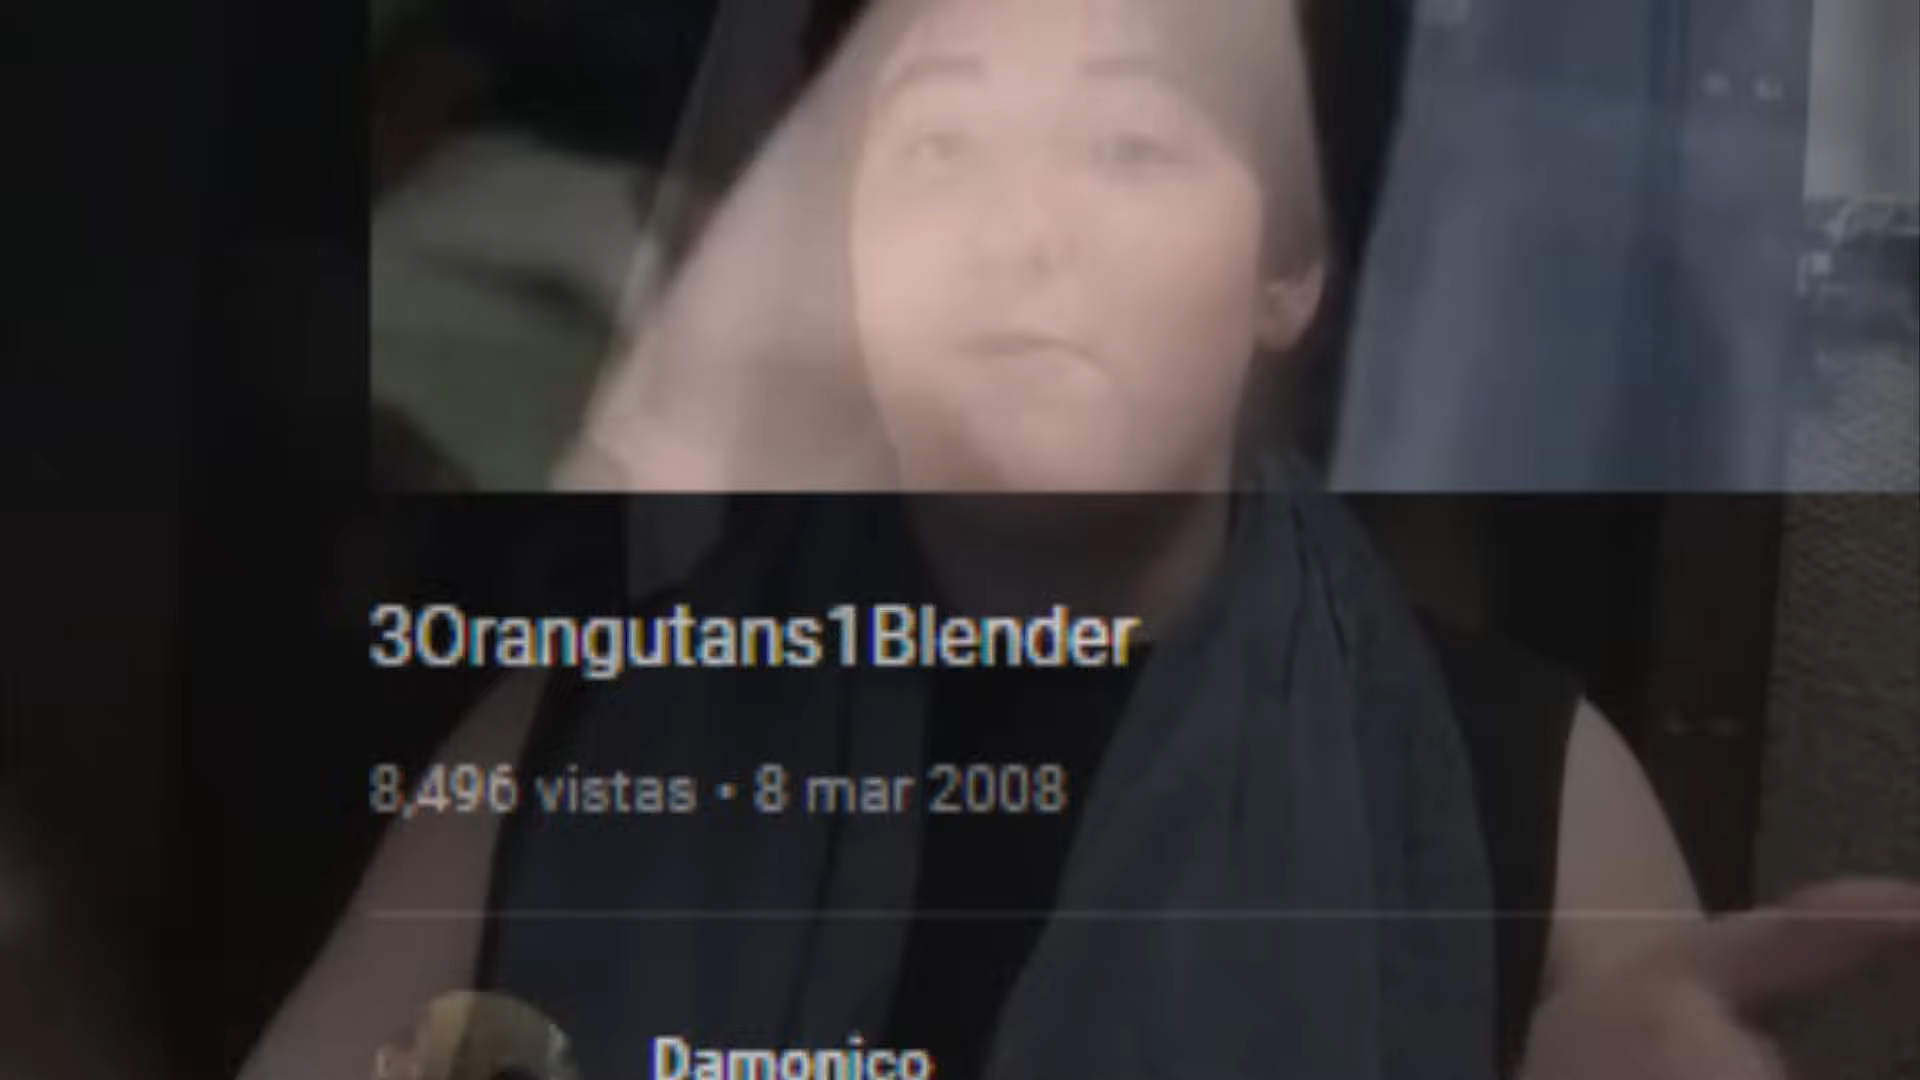 3Orangutans1Blender
8,496 vistas • 8 mar 2008
Damonico